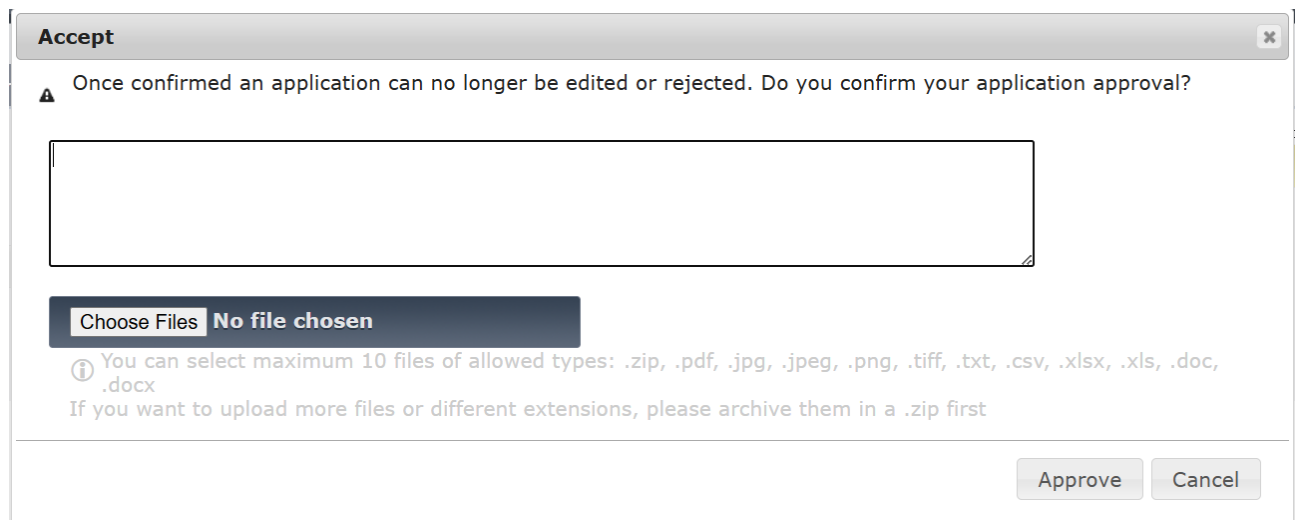 Accept
Once confirmed an application can no longer be edited or rejected. Do you confirm your application approval?
Choose Files No file chosen
You can select maximum 10 files of allowed types: .zip, .pdf, .jpg, .jpeg, .png, .tiff, .txt, .csv, .xlsx, .xls, .doc,
.docx
If you want to upload more files or different extensions, please archive them in a .zip first
Approve Cancel